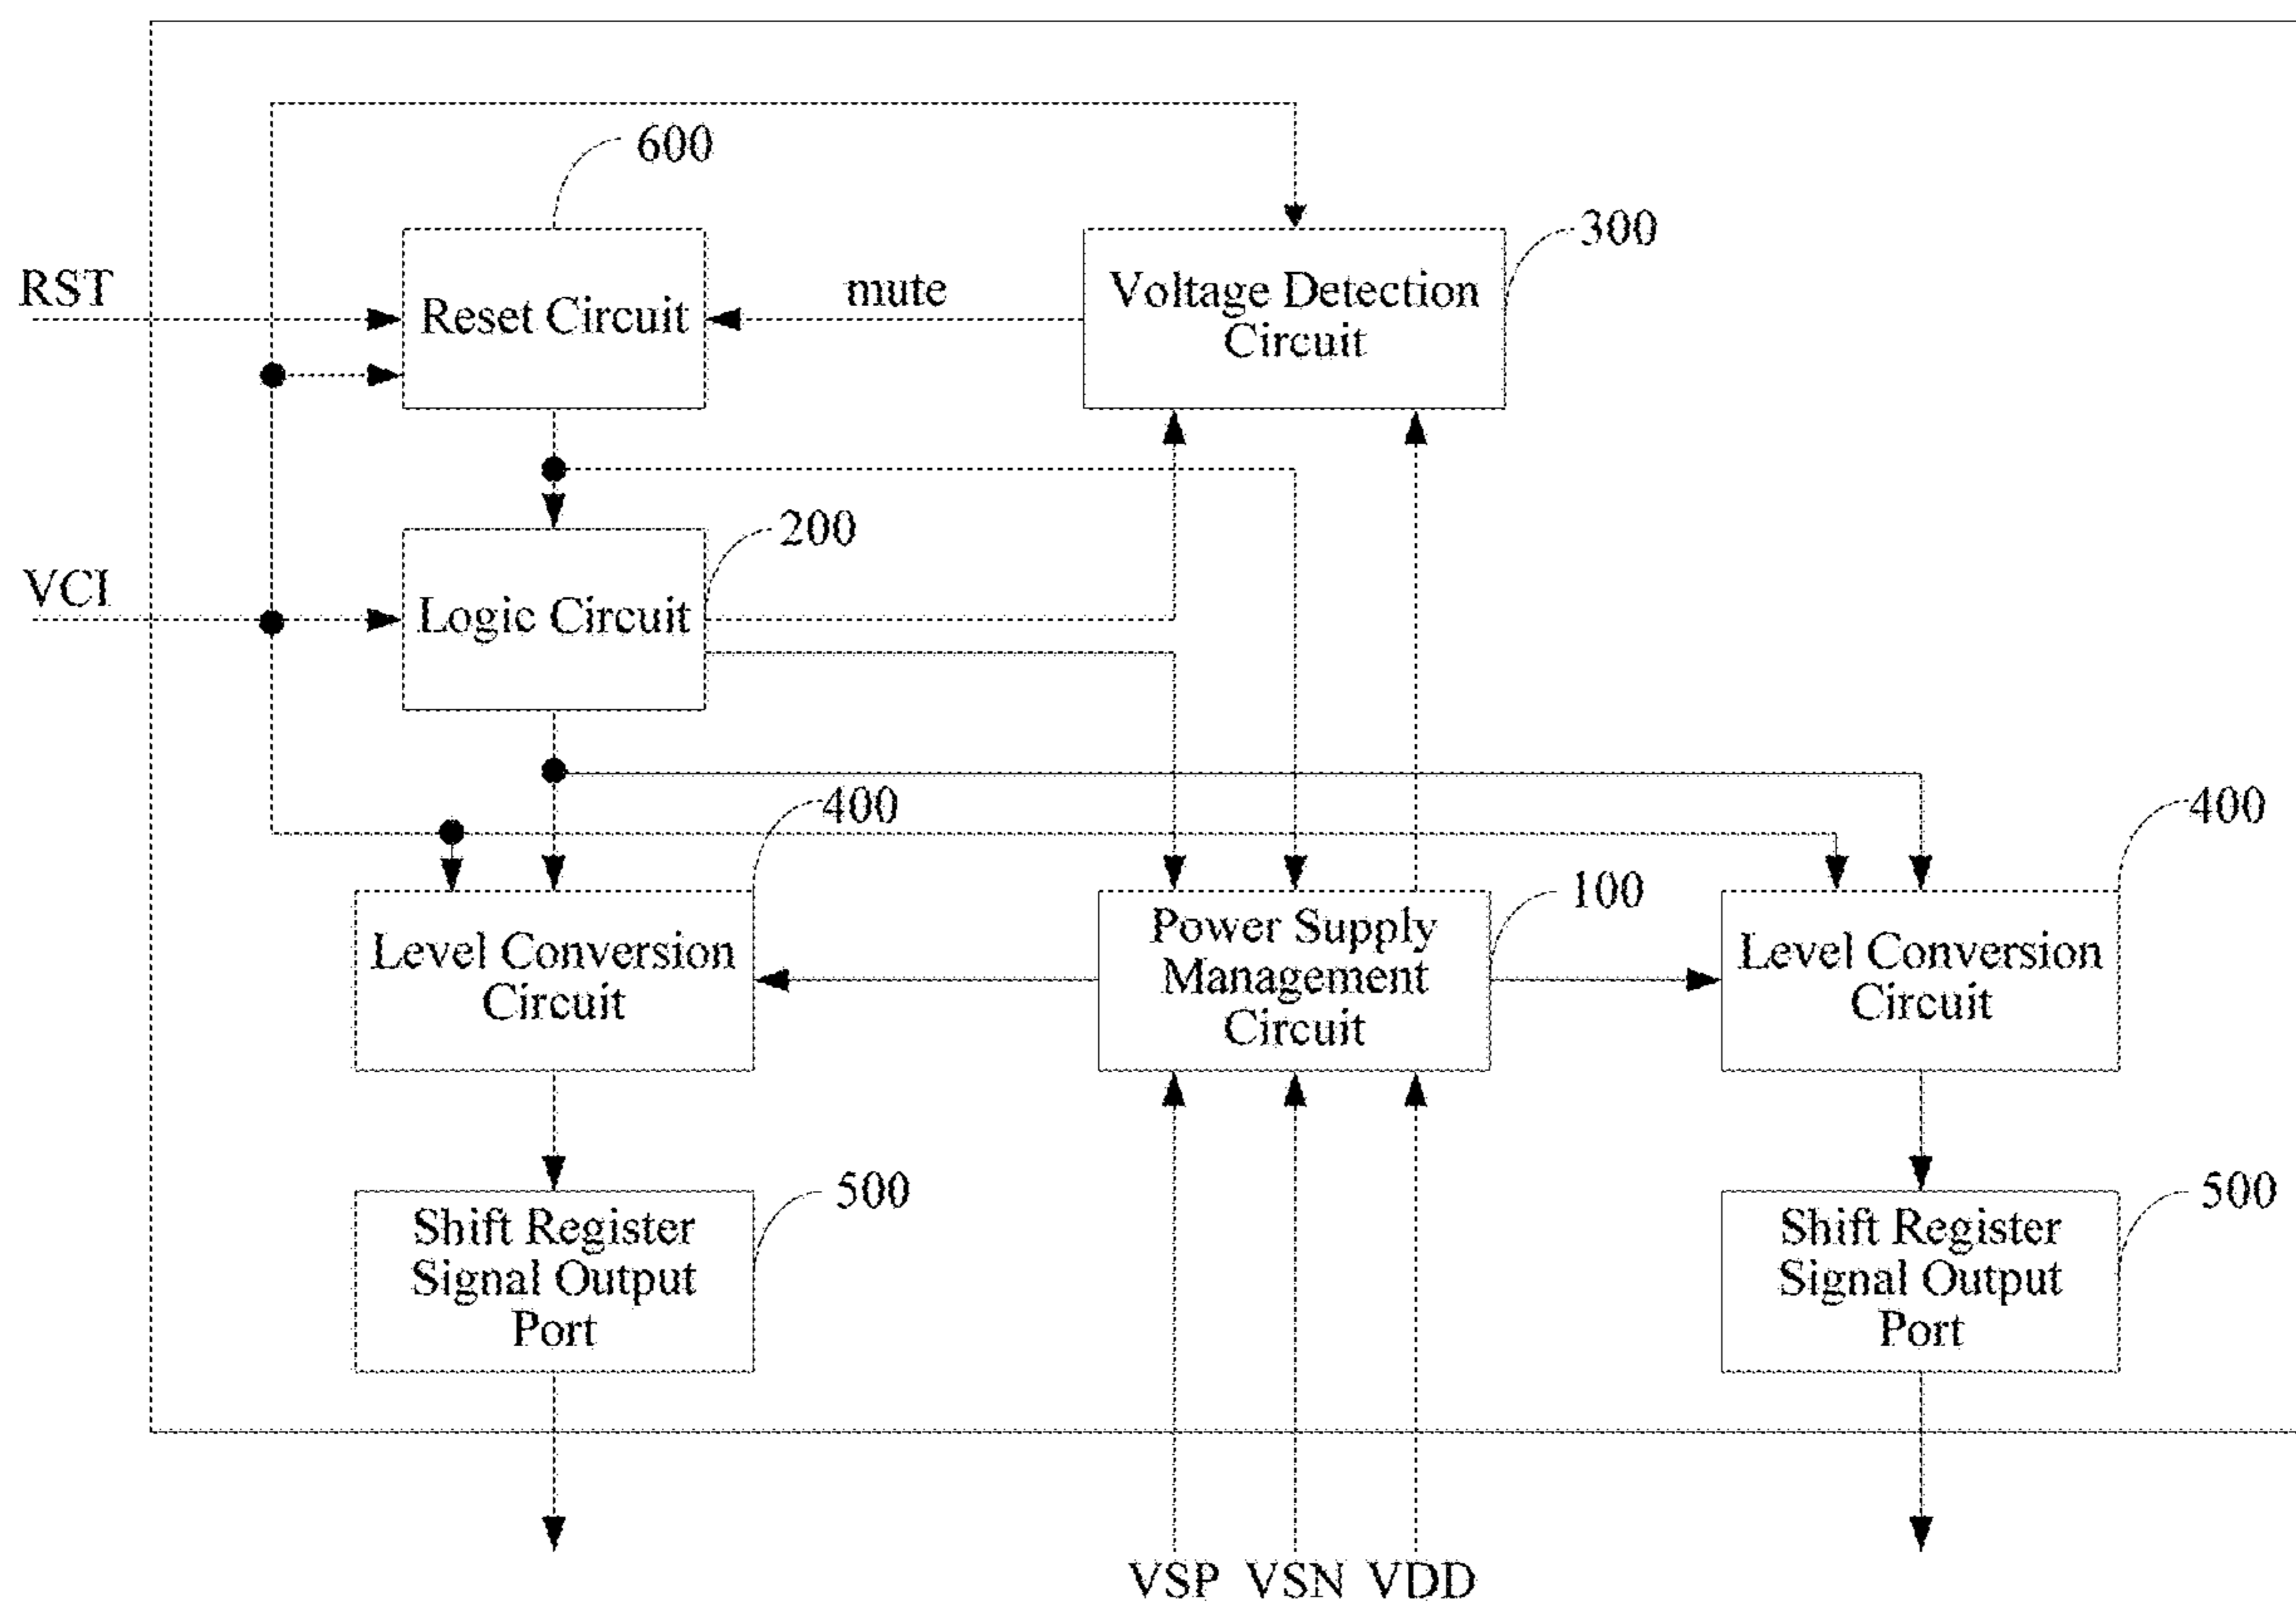 600
300
RST
Reset Circuit
mute
Voltage Detection
Circuit
200
VCI
Logic Circuit
400
400
100
Level Conversion
Circuit
Power Supply
Management
Circuit
Level Conversion
Circuit
500
500
Shift Register
Signal Output
Port
Shift Register
Signal Output
Port
VSP VSN VDD